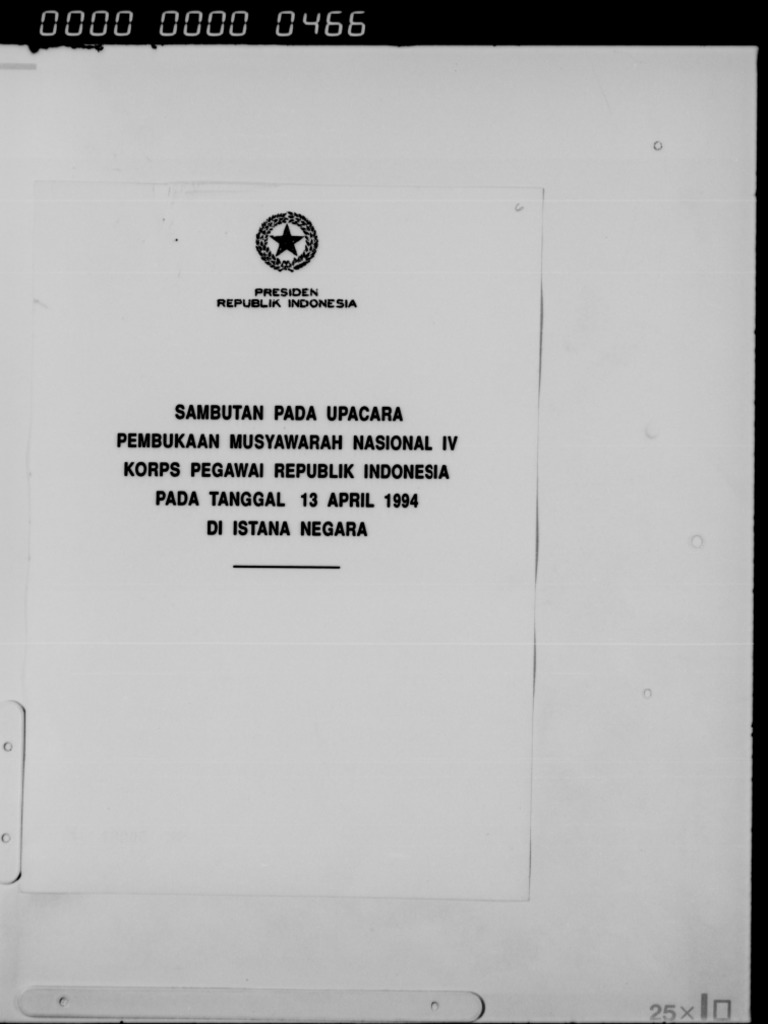 0000 0000 0466
PRESIDEN
REPUBLIK INDONESIA
SAMBUTAN PADA UPACARA
PEMBUKAAN MUSYAWARAH NASIONAL IV
KORPS PEGAWAI REPUBLIK INDONESIA
PADA TANGGAL 13 APRIL 1994
DI ISTANA NEGARA
25×